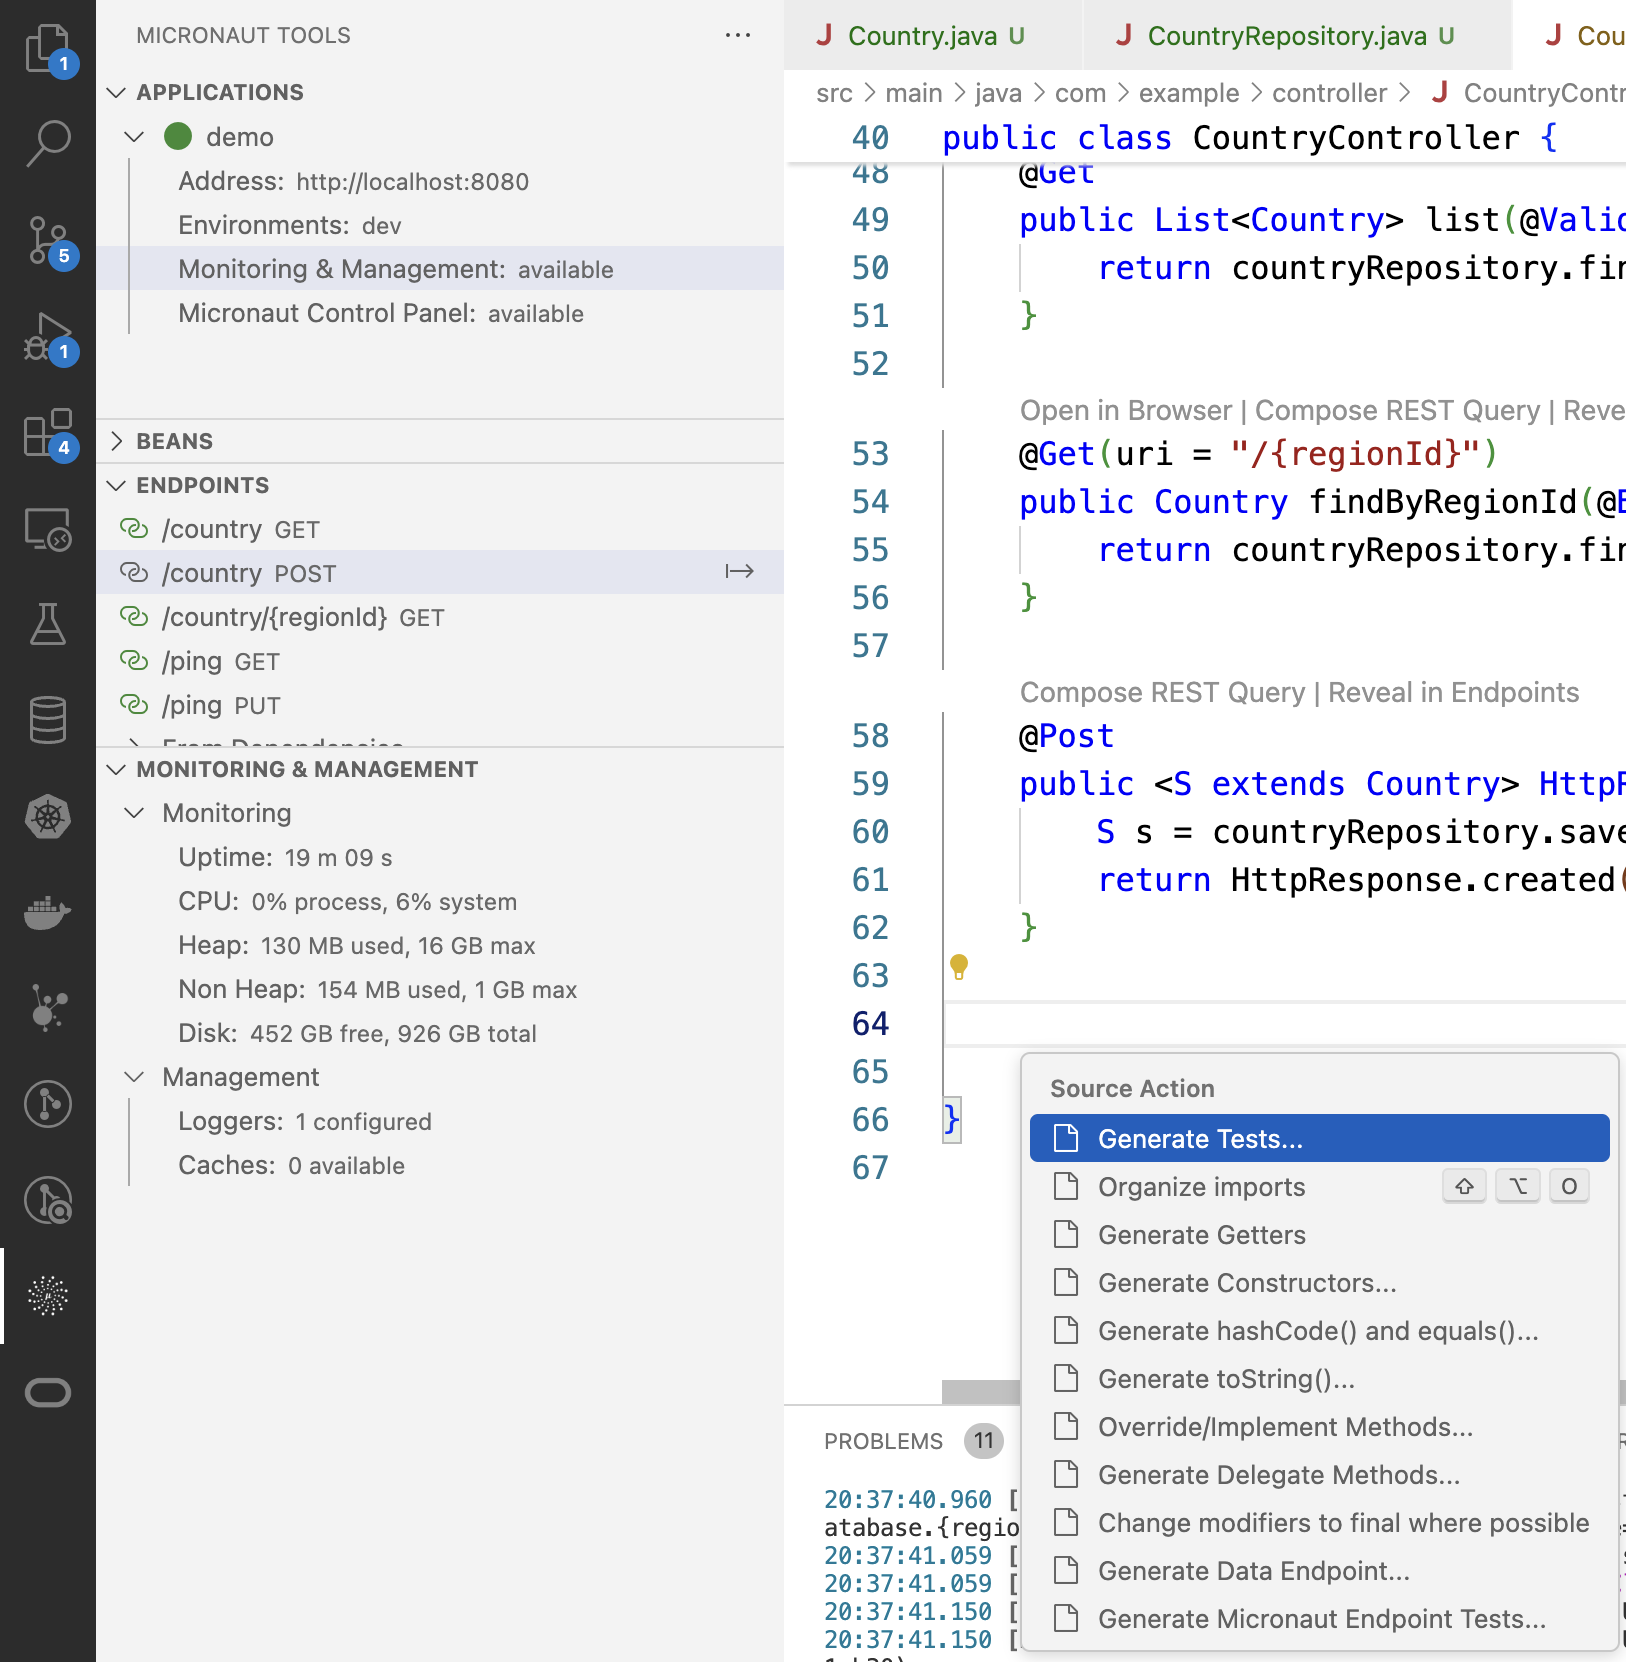 MICRONAUT TOOLS
APPLICATIONS
demo
Address: http://localhost:8080
Environments: dev
Monitoring & Management: available
Micronaut Control Panel: available
BEANS
ENDPOINTS
/country GET
/country POST
/country/{regionId} GET
/ping GET
/ping PUT
From Dependencies
MONITORING & MANAGEMENT
Monitoring
Uptime: 19 m 09 s
CPU: 0% process, 6% system
Heap: 130 MB used, 16 GB max
Non Heap: 154 MB used, 1 GB max
Disk: 452 GB free, 926 GB total
Management
Loggers: 1 configured
Caches: 0 available
1
5
1
4
J Country.java U J CountryRepository.java U J Cou
src > main > java > com > example > controller > J CountryContr
40 public class CountryController {
48 @Get
49 public List<Country> list(@Valid
50 return countryRepository.fin
51 }
52
Open in Browser | Compose REST Query | Reve
53 @Get(uri = "/{regionId}")
54 public Country findByRegionId(@B
55 return countryRepository.fin
56 }
57
Compose REST Query | Reveal in Endpoints
58 @Post
59 public <S extends Country> HttpR
60 S s = countryRepository.save
61 return HttpResponse.created(
62 }
63
64
65
66 }
67
Source Action
Generate Tests...
Organize imports ⇧ ⌥ O
Generate Getters
Generate Constructors...
Generate hashCode() and equals()...
Generate toString()...
Override/Implement Methods...
Generate Delegate Methods...
Change modifiers to final where possible
Generate Data Endpoint...
Generate Micronaut Endpoint Tests...
PROBLEMS 11
20:37:40.960 [
atabase.{regio
20:37:41.059 [
20:37:41.059 [
20:37:41.150 [
20:37:41.150 [